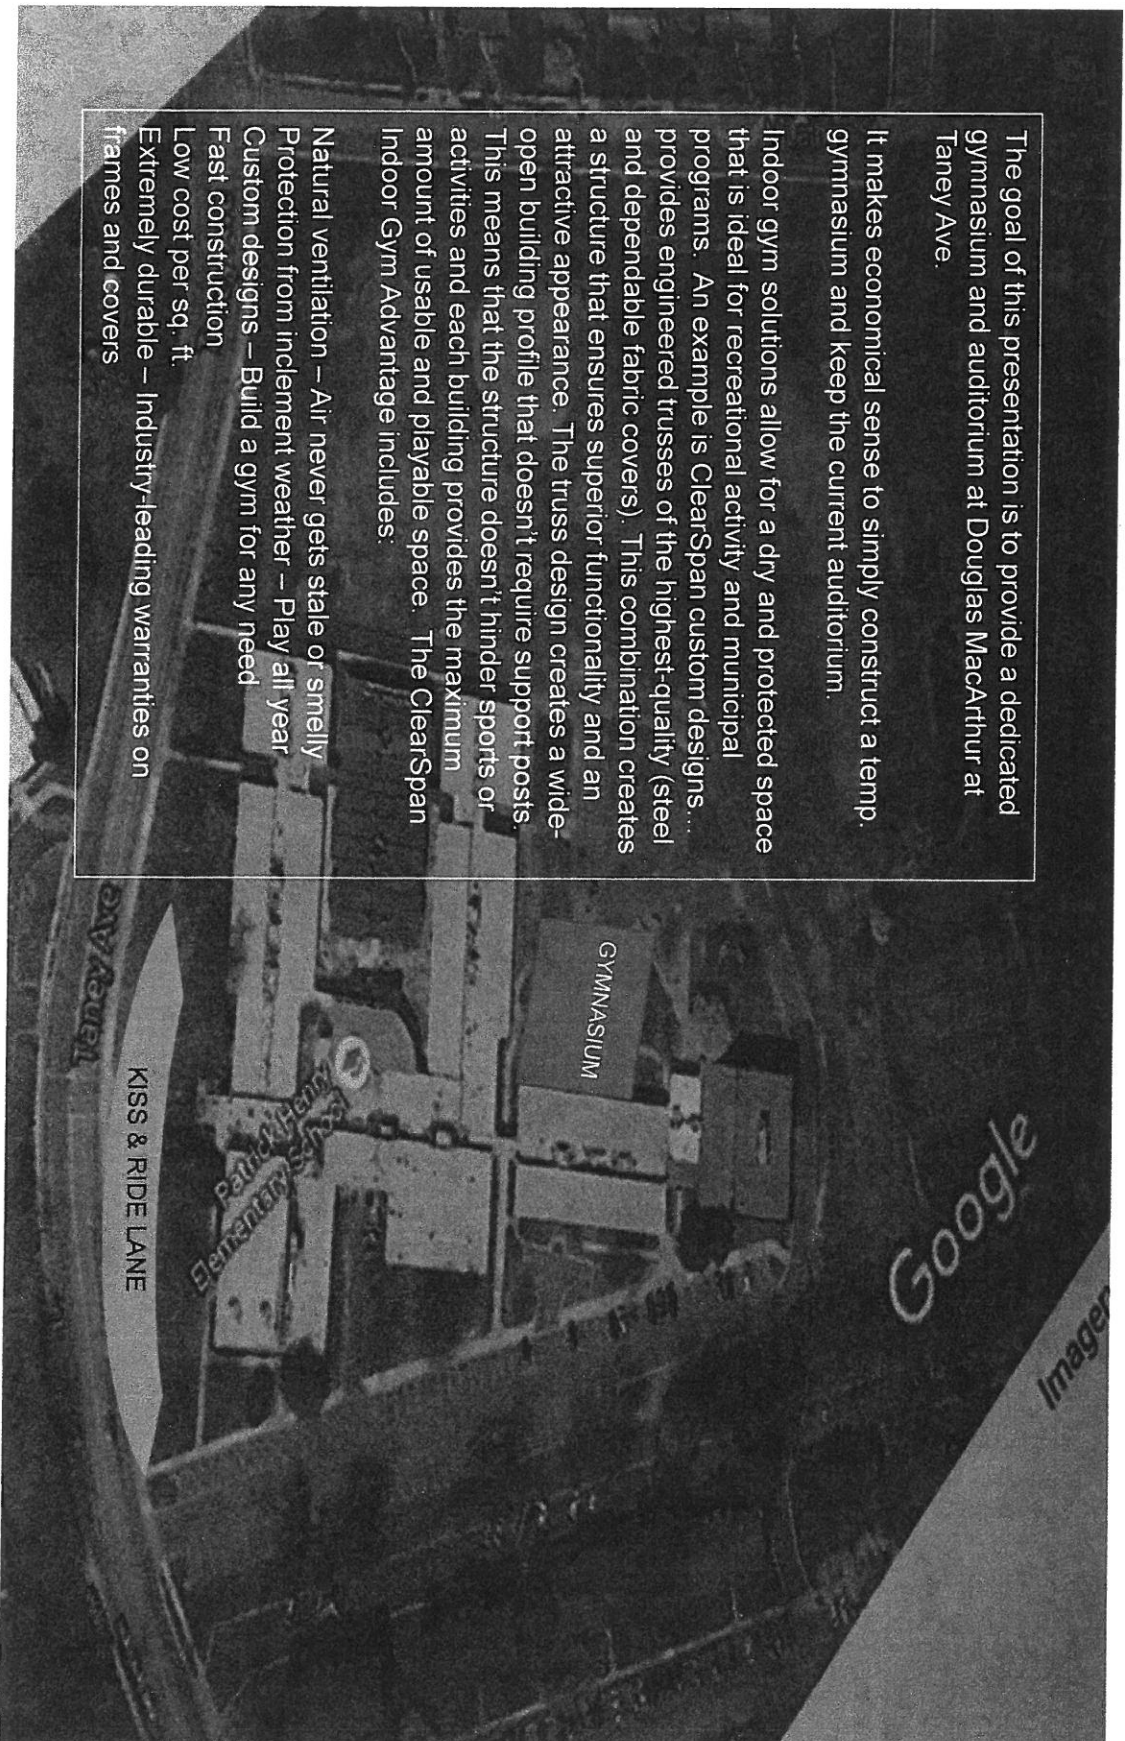 The goal of this presentation is to provide a dedicated
gymnasium and auditorium at Douglas MacArthur at
Taney Ave.
It makes economical sense to simply construct a temp.
gymnasium and keep the current auditorium.
Indoor gym solutions allow for a dry and protected space
that is ideal for recreational activity and municipal
programs. An example is ClearSpan custom designs....
provides engineered trusses of the highest-quality (steel
and dependable fabric covers). This combination creates
a structure that ensures superior functionality and an
attractive appearance. The truss design creates a wide-
open building profile that doesn't require support posts.
This means that the structure doesn't hinder sports or
activities and each building provides the maximum
amount of usable and playable space. The ClearSpan
Indoor Gym Advantage includes:
Natural ventilation – Air never gets stale or smelly
Protection from inclement weather – Play all year
Custom designs – Build a gym for any need
Fast construction
Low cost per sq. ft.
Extremely durable – Industry-leading warranties on
frames and covers
GYMNASIUM
Patrick Henry
Elementary School
KISS & RIDE LANE
Taney Ave
Google
Imager